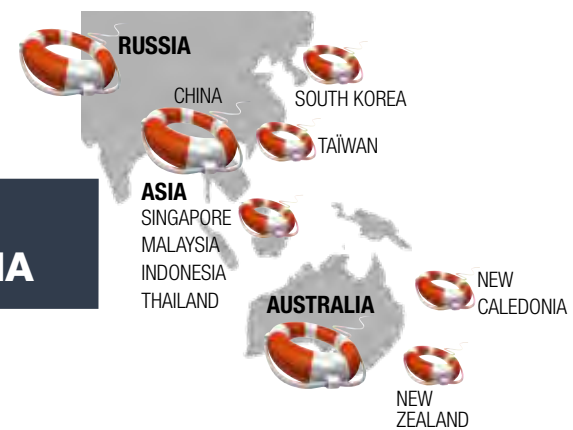 RUSSIA
CHINA
SOUTH KOREA
TAÏWAN
ASIA
SINGAPORE
MALAYSIA
INDONESIA
THAILAND
IA
AUSTRALIA
NEW
CALEDONIA
NEW
ZEALAND